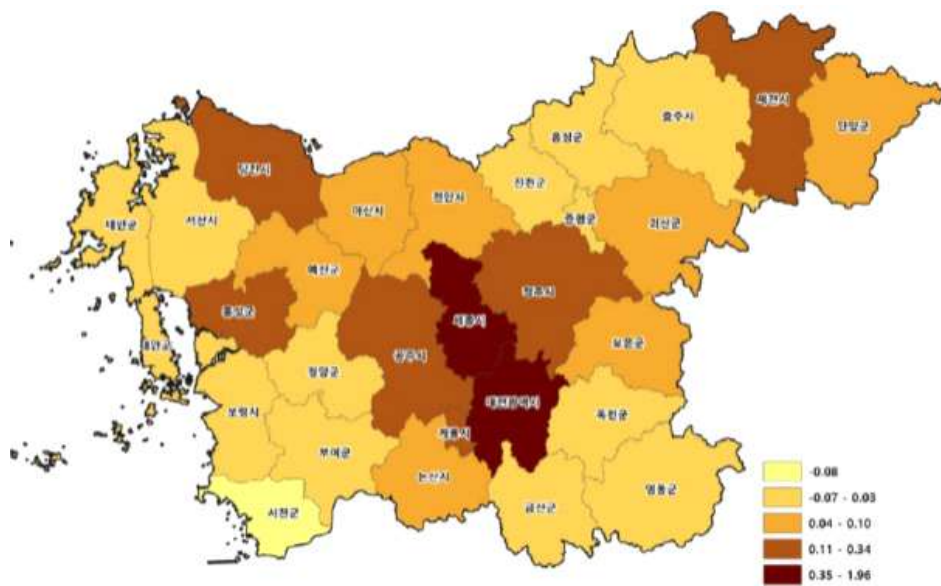 제천시
충주시
단양군
음성군
당진시
진천군
아산시
천안시
증평군
괴산군
태안군
서산시
예산군
청주시
홍성군
세종시
보은군
태안군
공주시
청양군
대전광역시
보령시
옥천군
계룡시
부여군
논산시
영동군
금산군
서천군
-0.08
-0.07 - 0.03
0.04 - 0.10
0.11 - 0.34
0.35 - 1.96